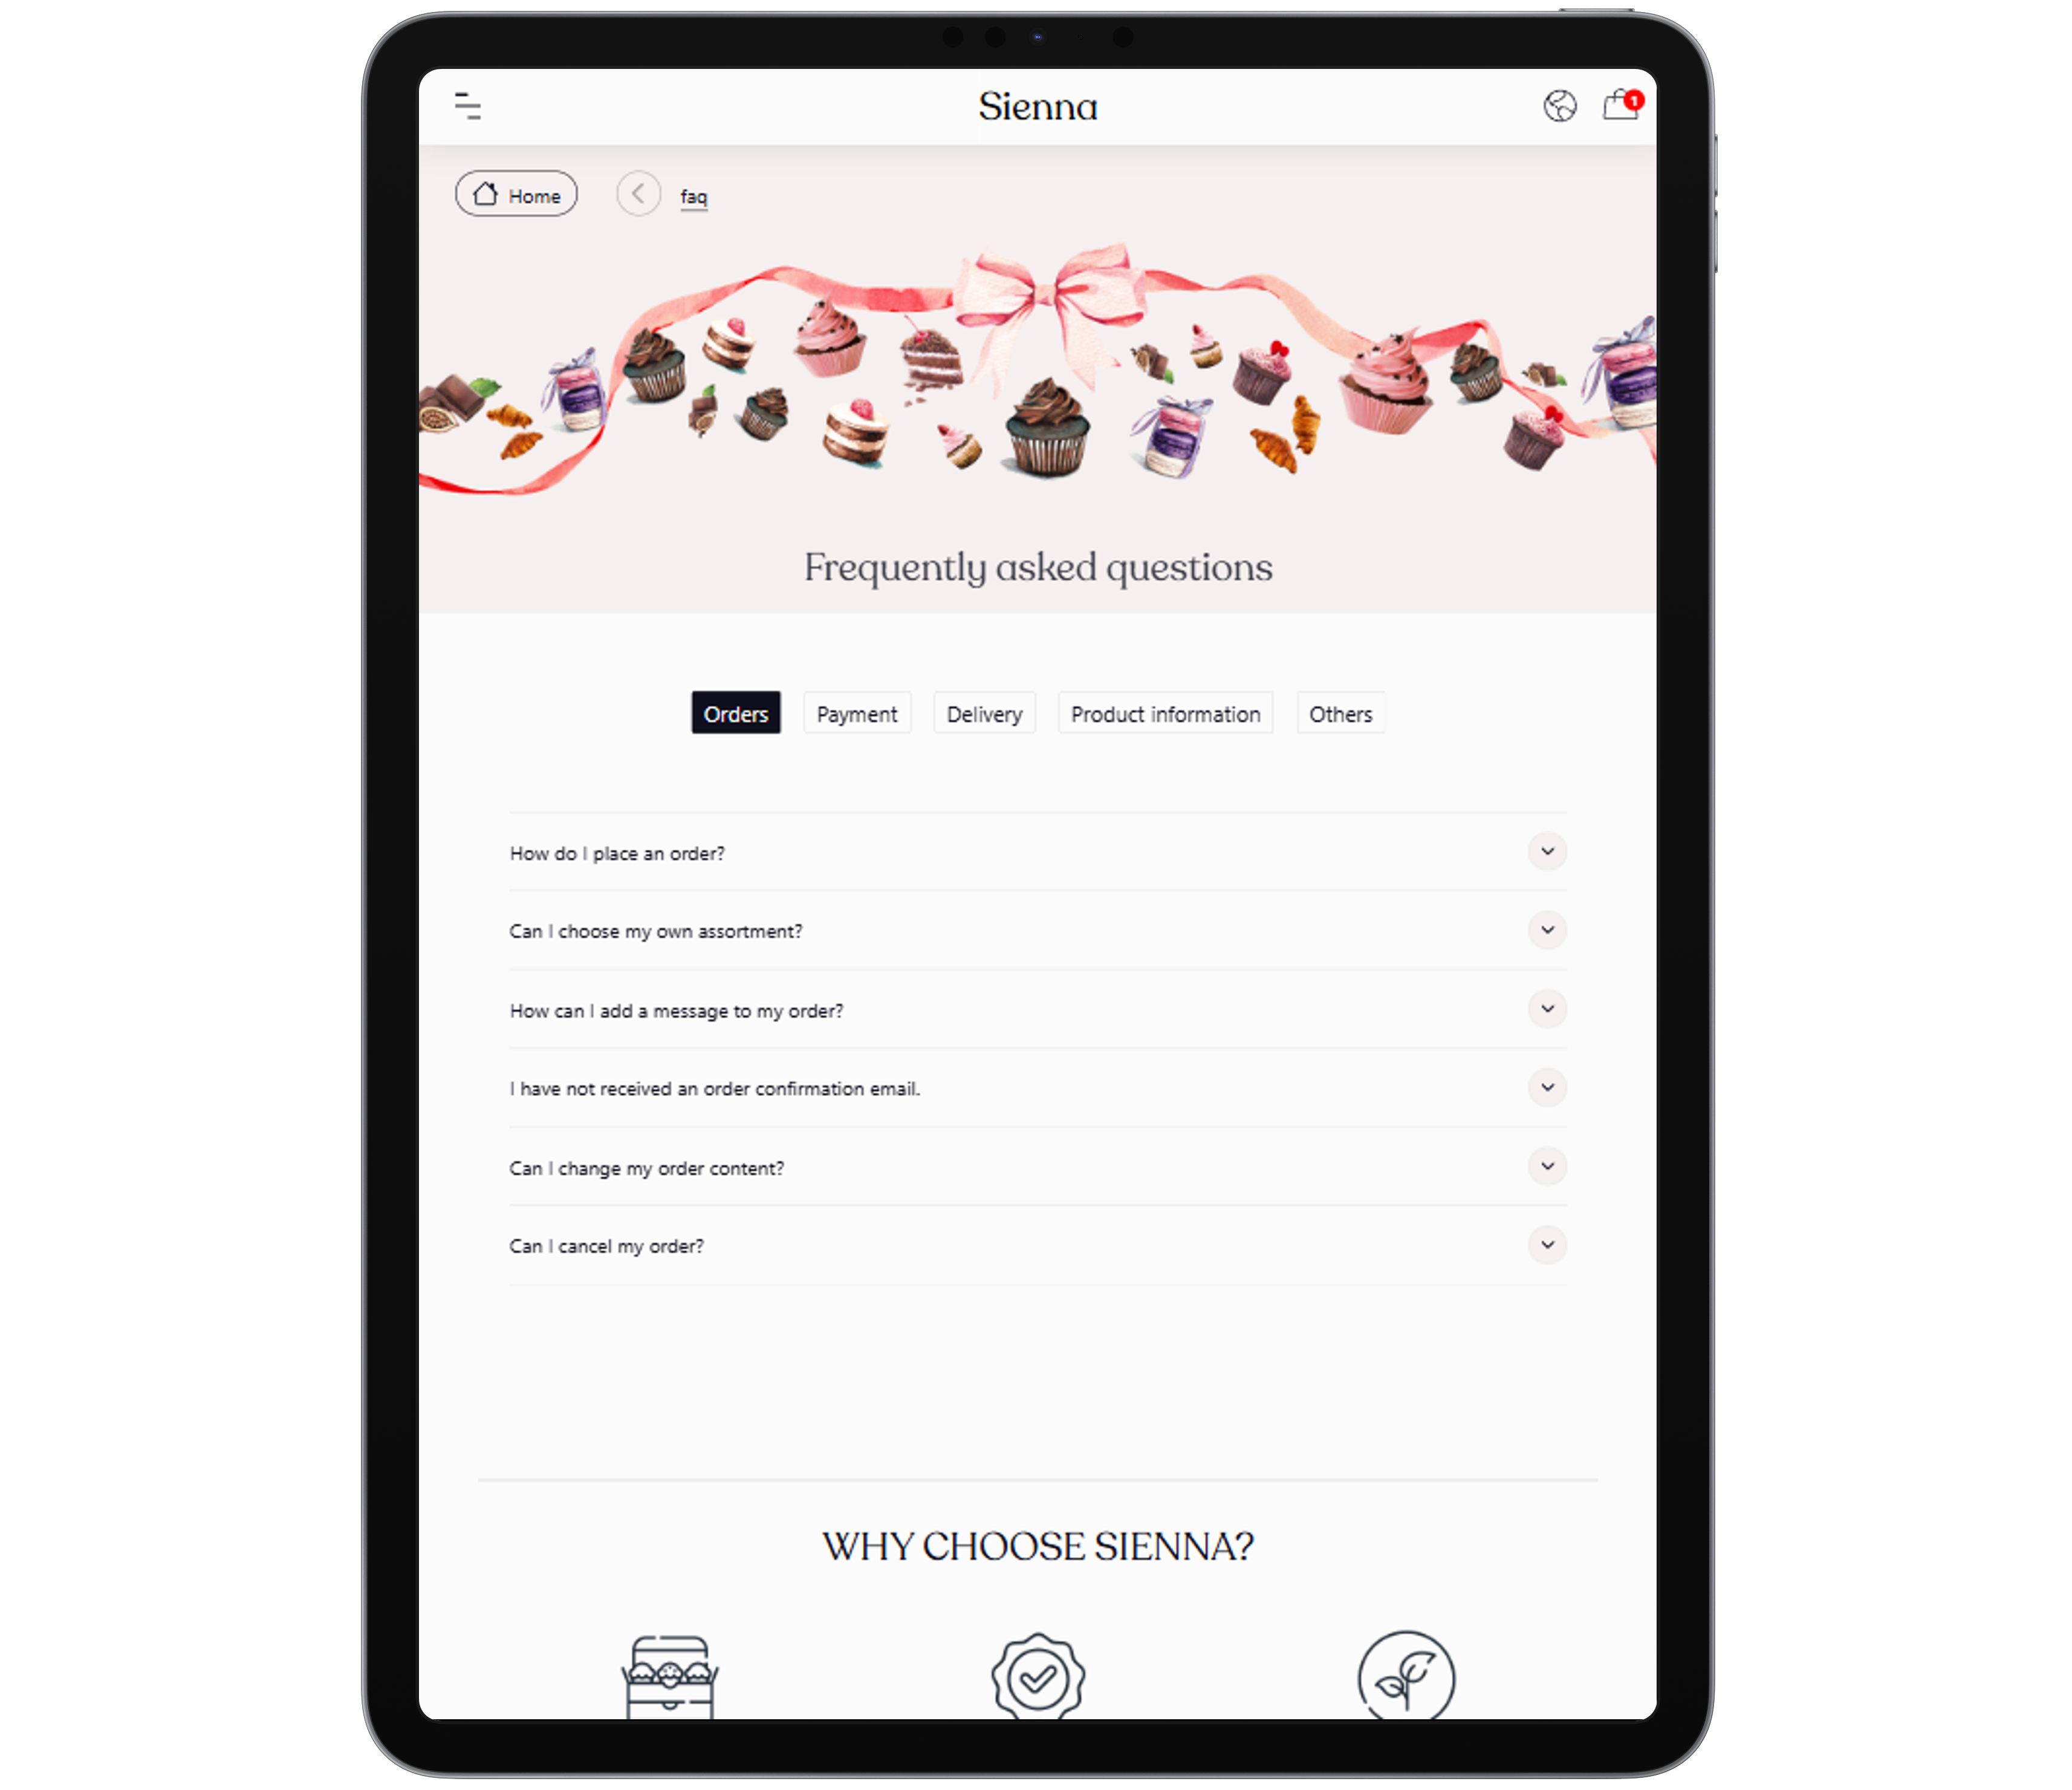 Sienna
1
Home
faq
Frequently asked questions
Orders
Payment
Delivery
Product information
Others
How do I place an order?
Can I choose my own assortment?
How can I add a message to my order?
I have not received an order confirmation email.
Can I change my order content?
Can I cancel my order?
WHY CHOOSE SIENNA?